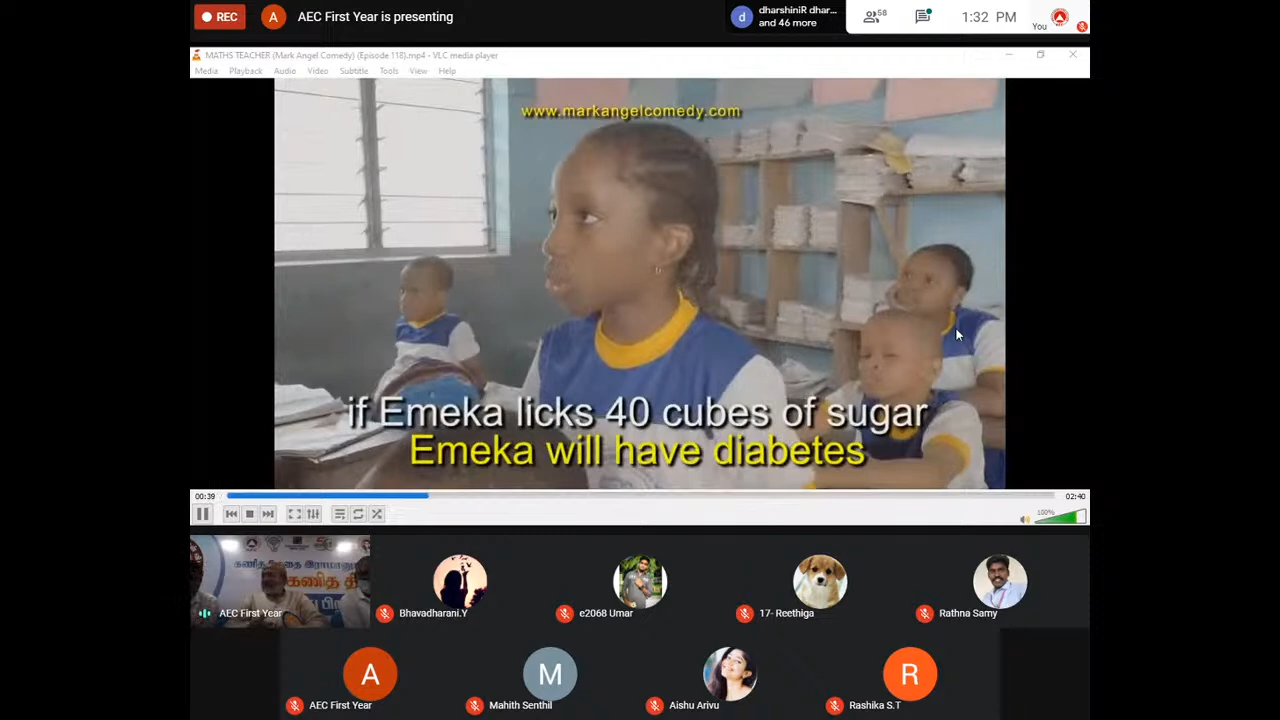 REC
A
AEC First Year is presenting
d
dharshiniR dhar...
and 46 more
58
1:32 PM
You
MATHS TEACHER (Mark Angel Comedy) (Episode 118).mp4 - VLC media player
Media Playback Audio Video Subtitle Tools View Help
www.markangelcomedy.com
if Emeka licks 40 cubes of sugar
Emeka will have diabetes
00:39
02:40
100%
AEC First Year
Bhavadharani.Y
e2068 Umar
17- Reethiga
Rathna Samy
A
M
R
AEC First Year
Mahith Senthil
Aishu Arivu
Rashika S.T